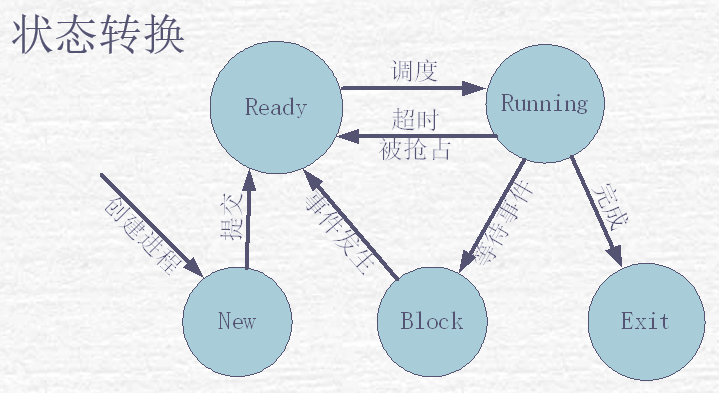 状态转换
Ready
调度
Running
超时
被抢占
创建进程
提交
事件发生
等待事件
完成
New
Block
Exit